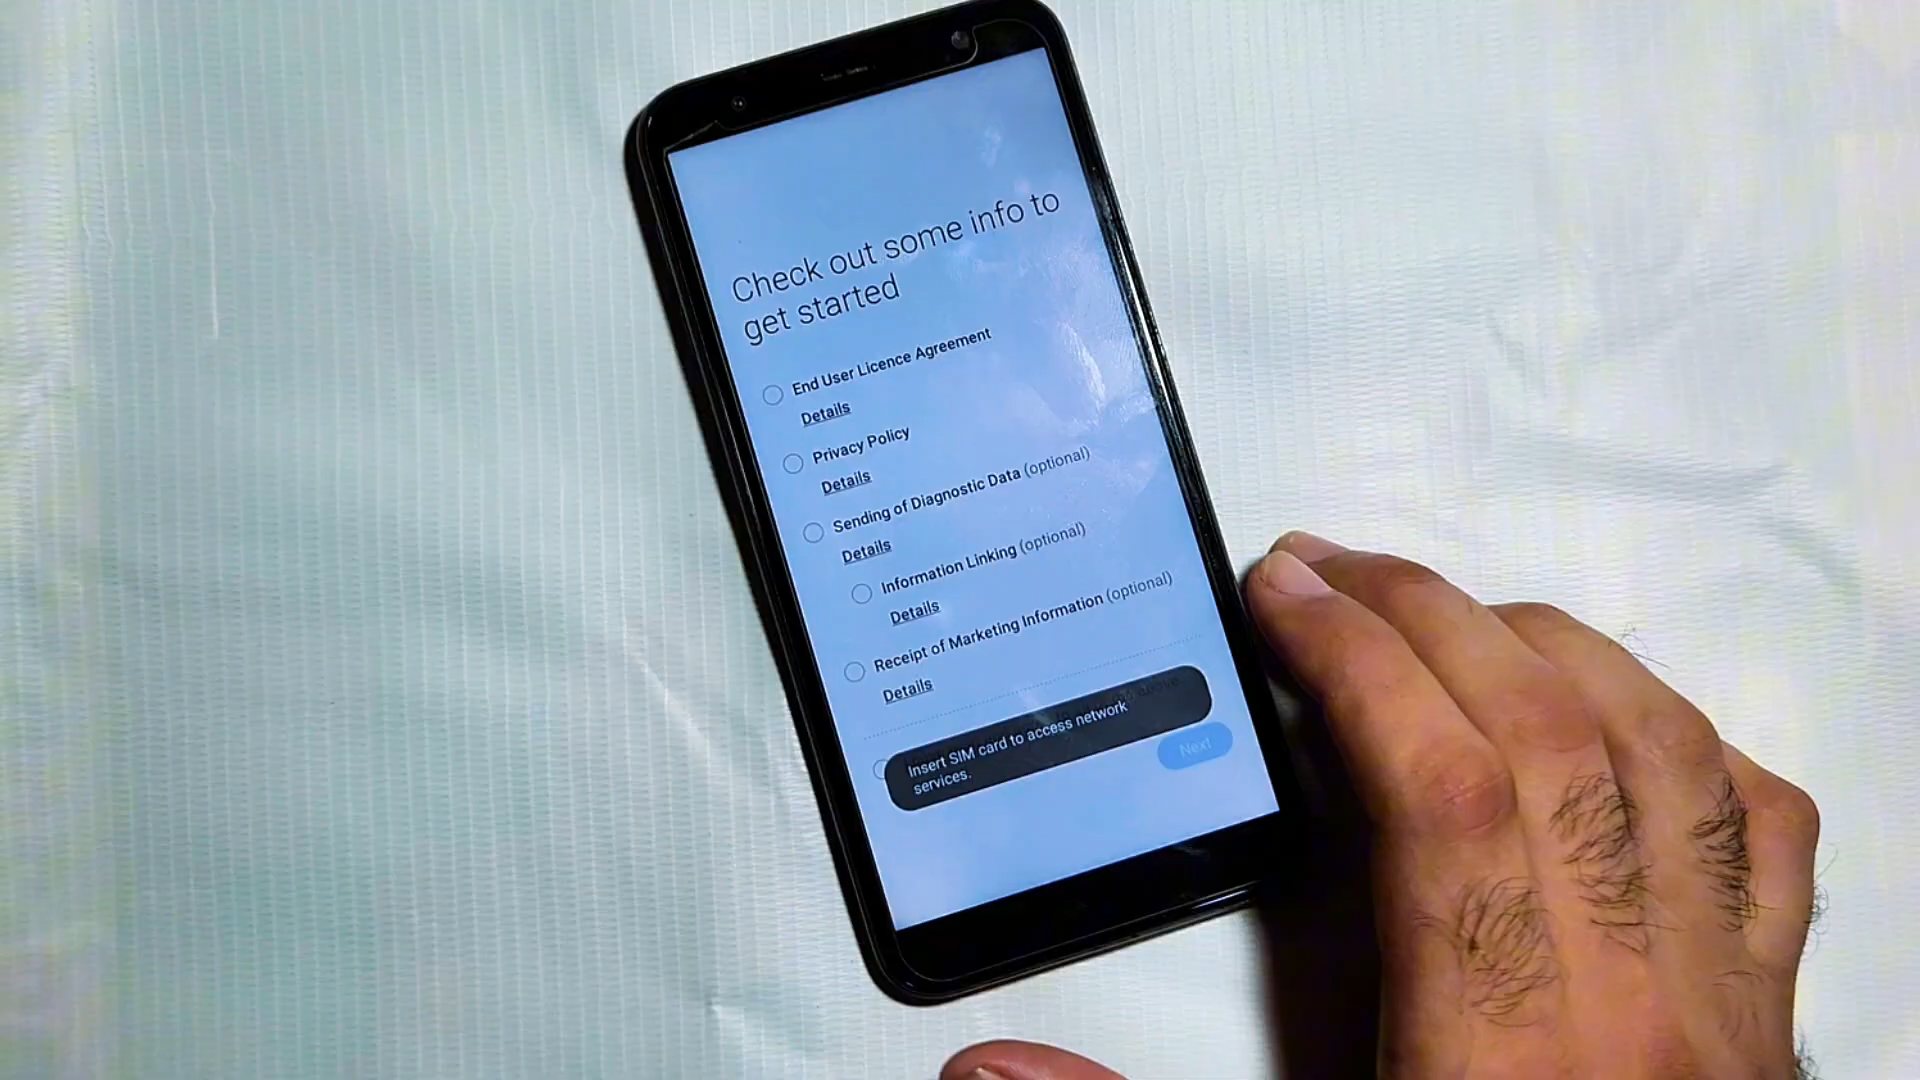 Check out some info to
get started
End User Licence Agreement
Details
Privacy Policy
Details
Sending of Diagnostic Data (optional)
Details
Information Linking (optional)
Details
Receipt of Marketing Information (optional)
Details
Insert SIM card to access network
services.
Next